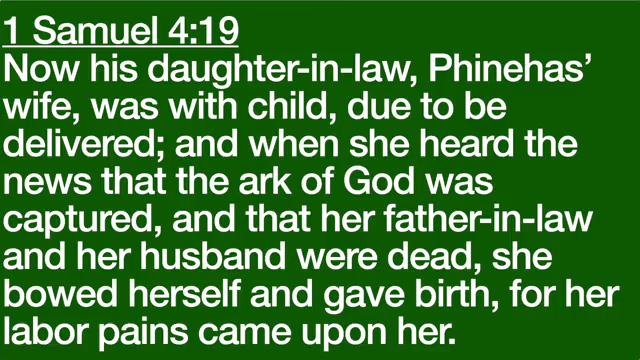 1 Samuel 4:19
Now his daughter-in-law, Phinehas’
wife, was with child, due to be
delivered; and when she heard the
news that the ark of God was
captured, and that her father-in-law
and her husband were dead, she
bowed herself and gave birth, for her
labor pains came upon her.